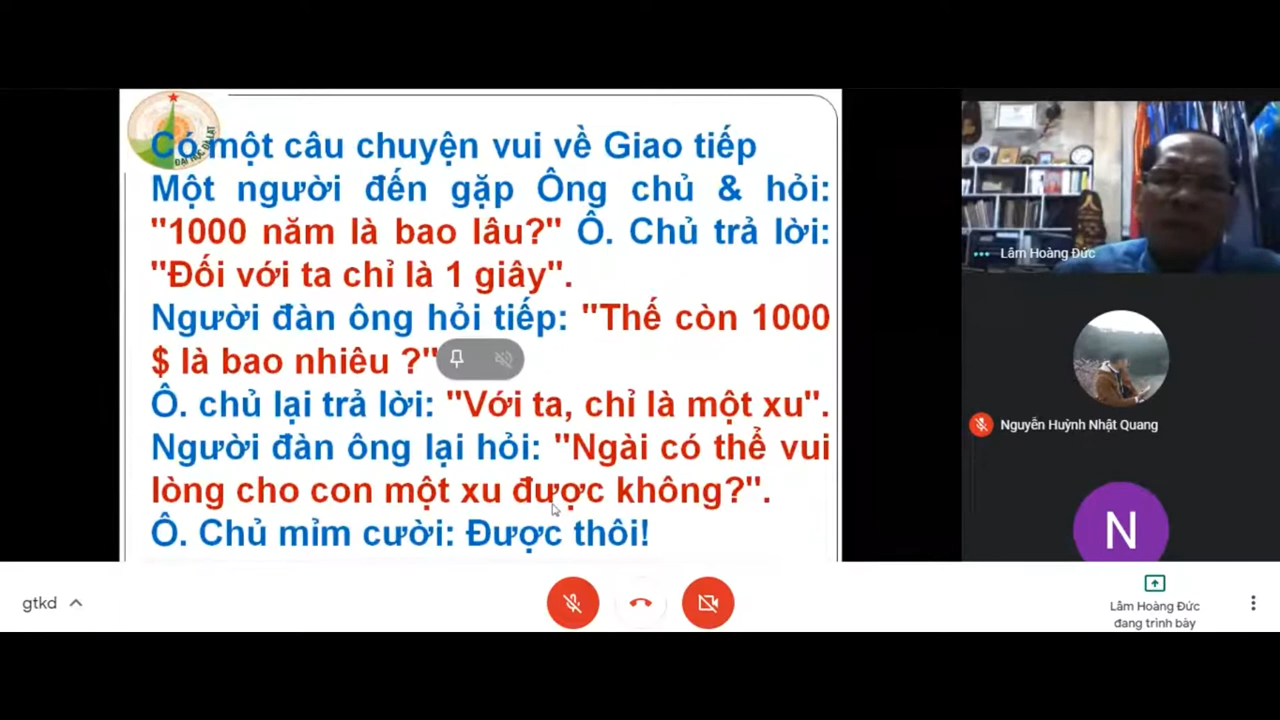 Có một câu chuyện vui về Giao tiếp
Một người đến gặp Ông chủ & hỏi:
"1000 năm là bao lâu?" Ô. Chủ trả lời:
"Đối với ta chỉ là 1 giây".
Người đàn ông hỏi tiếp: "Thế còn 1000
$ là bao nhiêu ?"
Ô. chủ lại trả lời: "Với ta, chỉ là một xu".
Người đàn ông lại hỏi: "Ngài có thể vui
lòng cho con một xu được không?".
Ô. Chủ mỉm cười: Được thôi!
ĐẠI HỌC ĐÀ LẠT
Lâm Hoàng Đức
Nguyễn Huỳnh Nhật Quang
N
gtkd
Lâm Hoàng Đức
đang trình bày